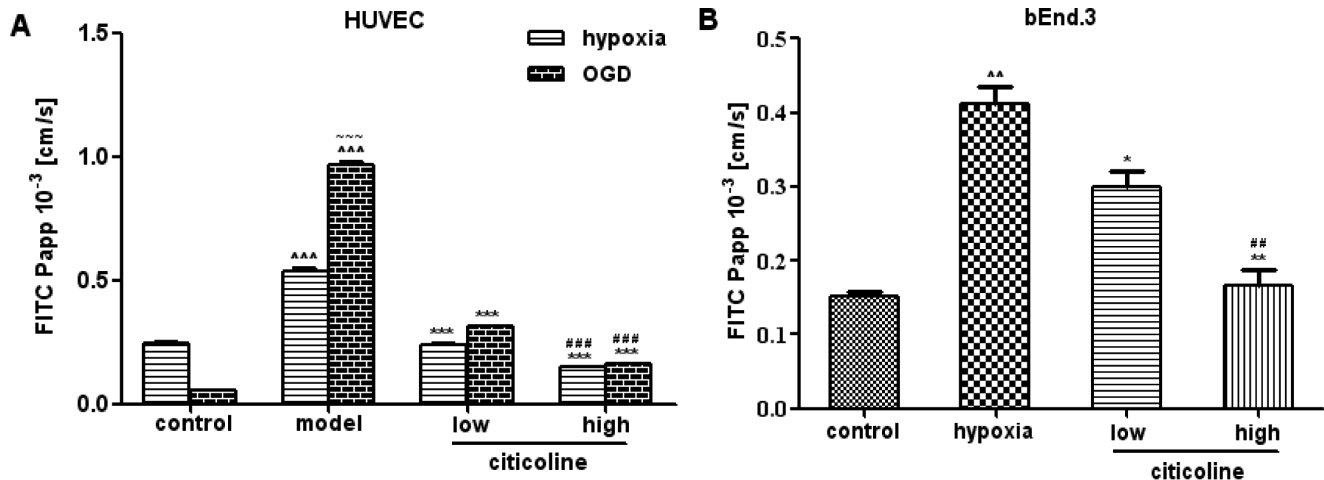 A
HUVEC
hypoxia
OGD
FITC Papp 10⁻³ [cm/s]
1.5
1.0
0.5
0.0
^^^
~~~
^^^
***
***
###
***
###
***
control
model
low
high
citicoline
B
bEnd.3
FITC Papp 10⁻³ [cm/s]
0.5
0.4
0.3
0.2
0.1
0.0
^^
*
##
**
control
hypoxia
low
high
citicoline